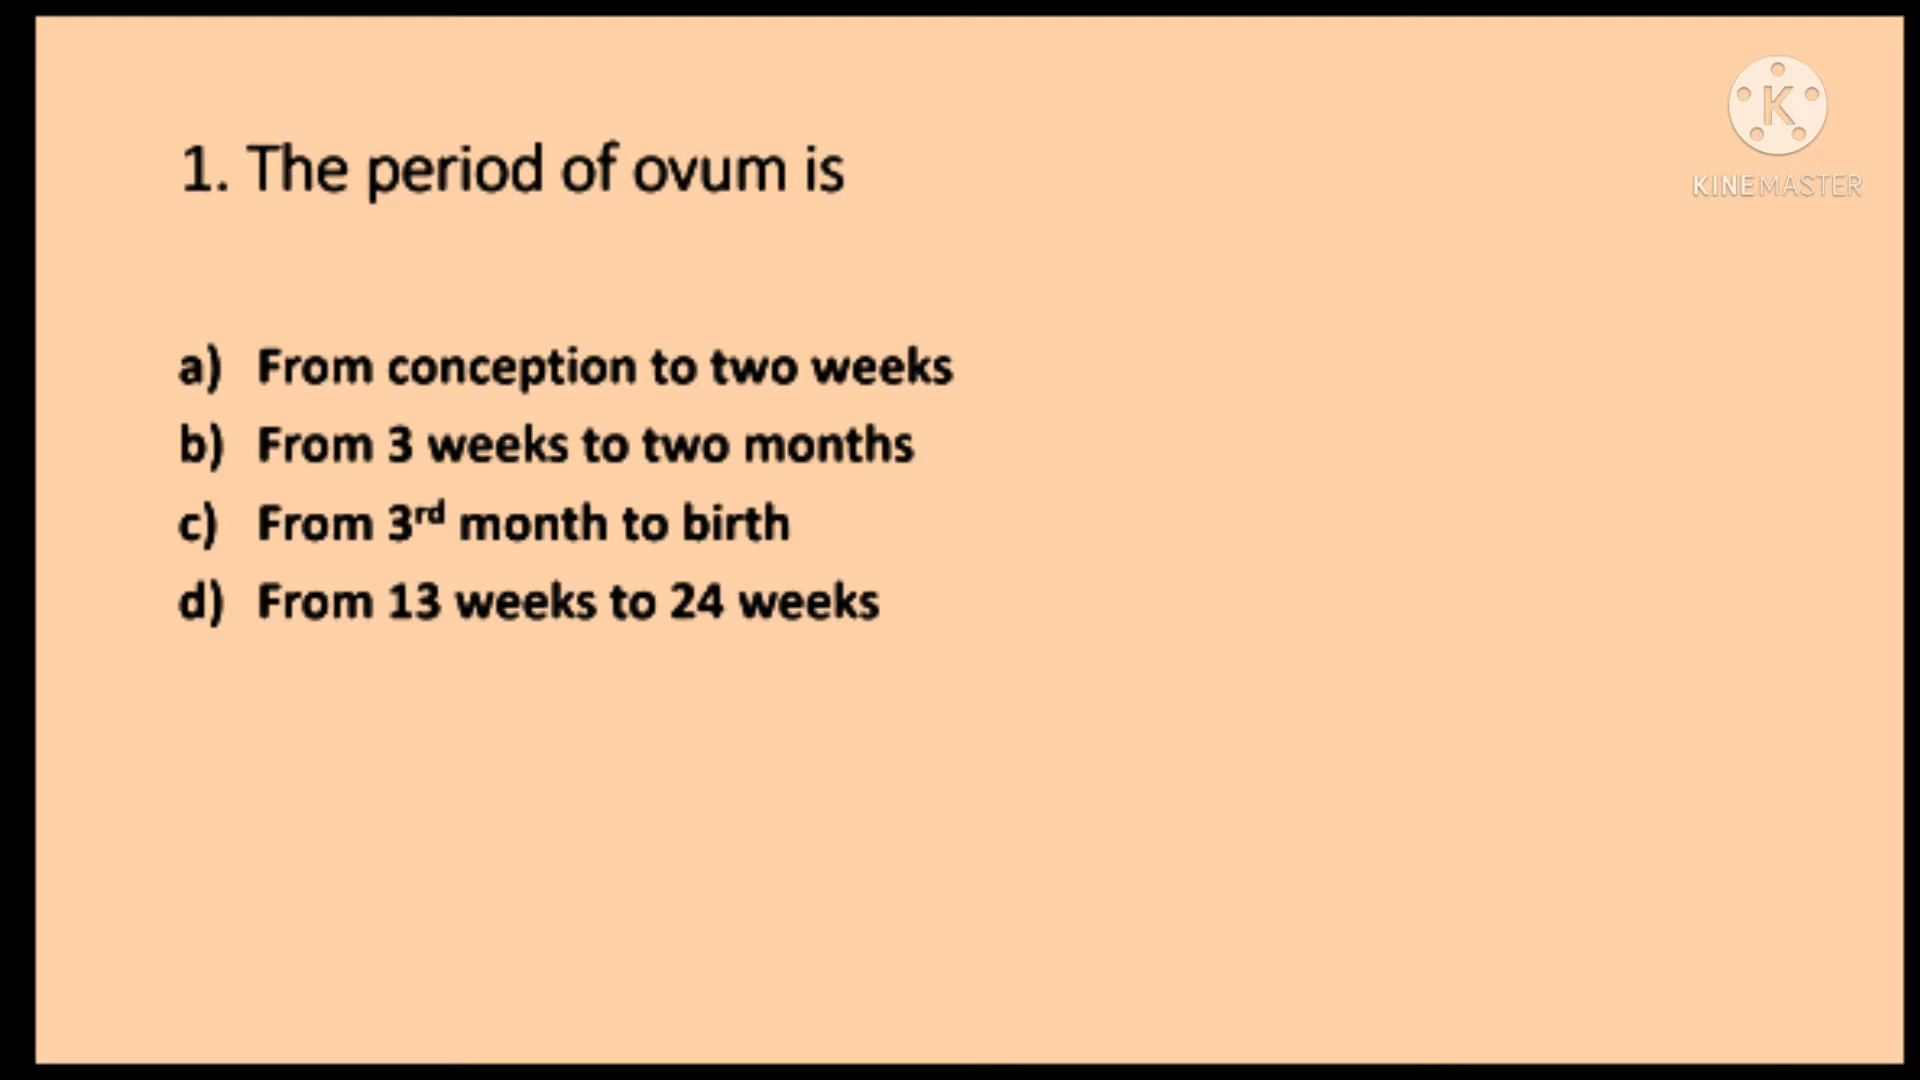 K
KINEMASTER
1. The period of ovum is
a) From conception to two weeks
b) From 3 weeks to two months
c) From 3rd month to birth
d) From 13 weeks to 24 weeks